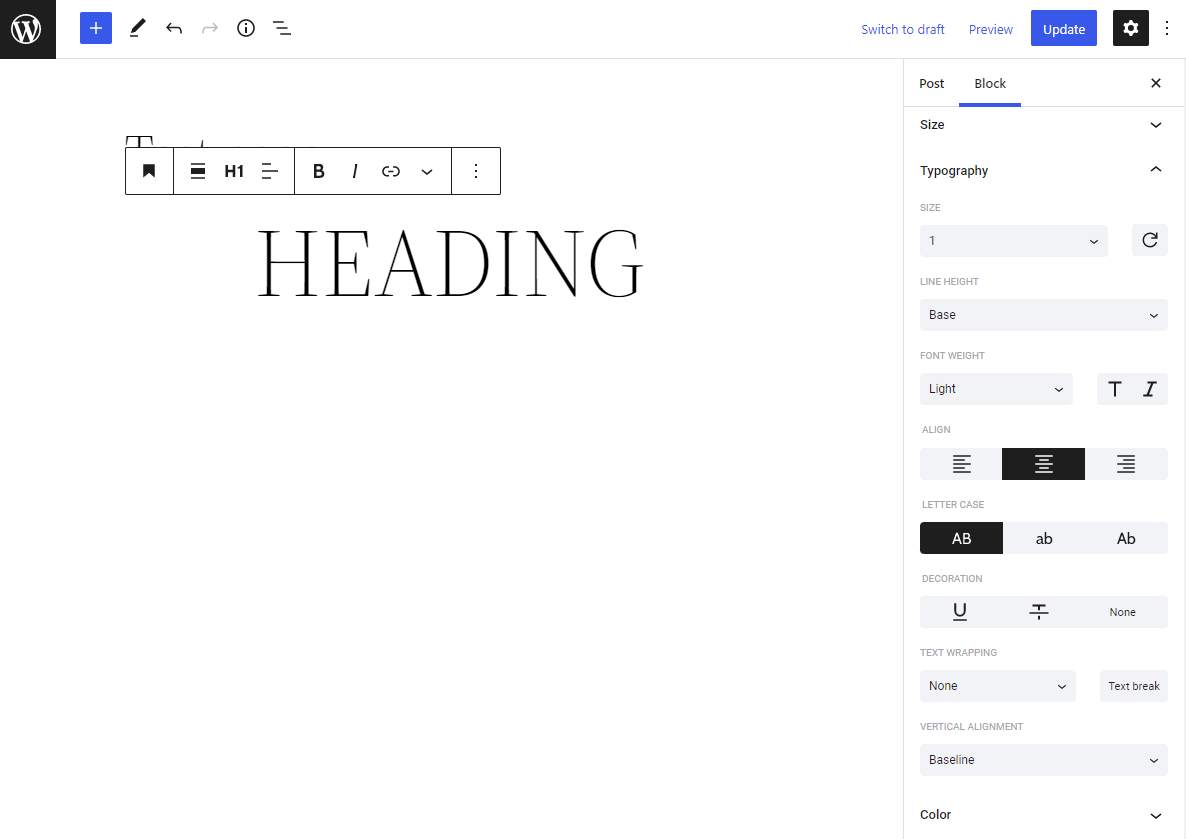 Switch to draft Preview Update
Post Block
Size
H1 B I
Typography
SIZE
HEADING
1
LINE HEIGHT
Base
FONT WEIGHT
Light T I
ALIGN
LETTER CASE
AB ab Ab
DECORATION
U T None
TEXT WRAPPING
None Text break
VERTICAL ALIGNMENT
Baseline
Color